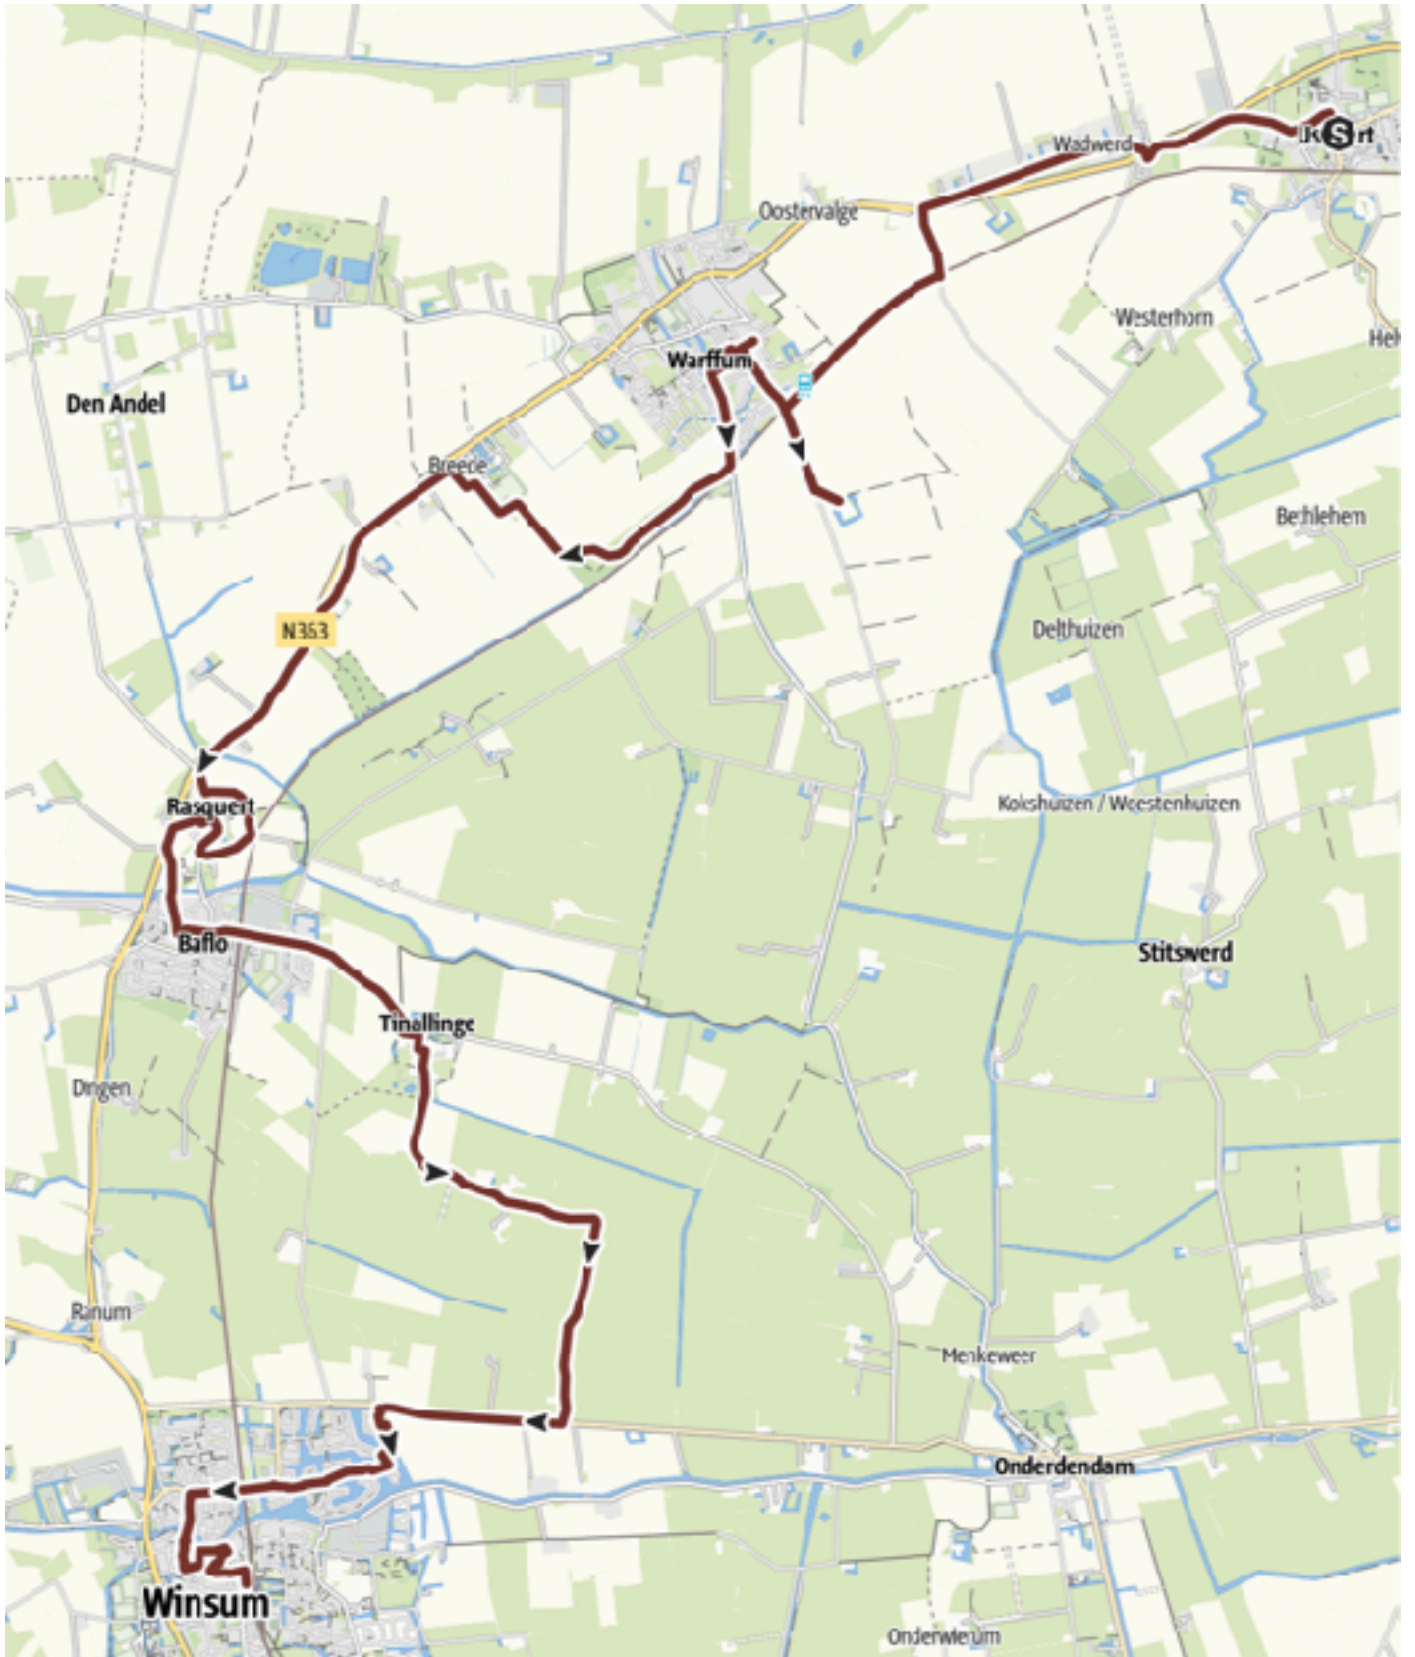 Wadwerd
S
Oostervalge
Westerhorn
Warffum
Den Andel
Breede
Bethlehem
N363
Delthuizen
Rasquert
Kokshuizen / Woestenhuizen
Baflo
Stitswerd
Tinallinge
Dingen
Ranum
Menkeweer
Onderdendam
Winsum
Onderwierum